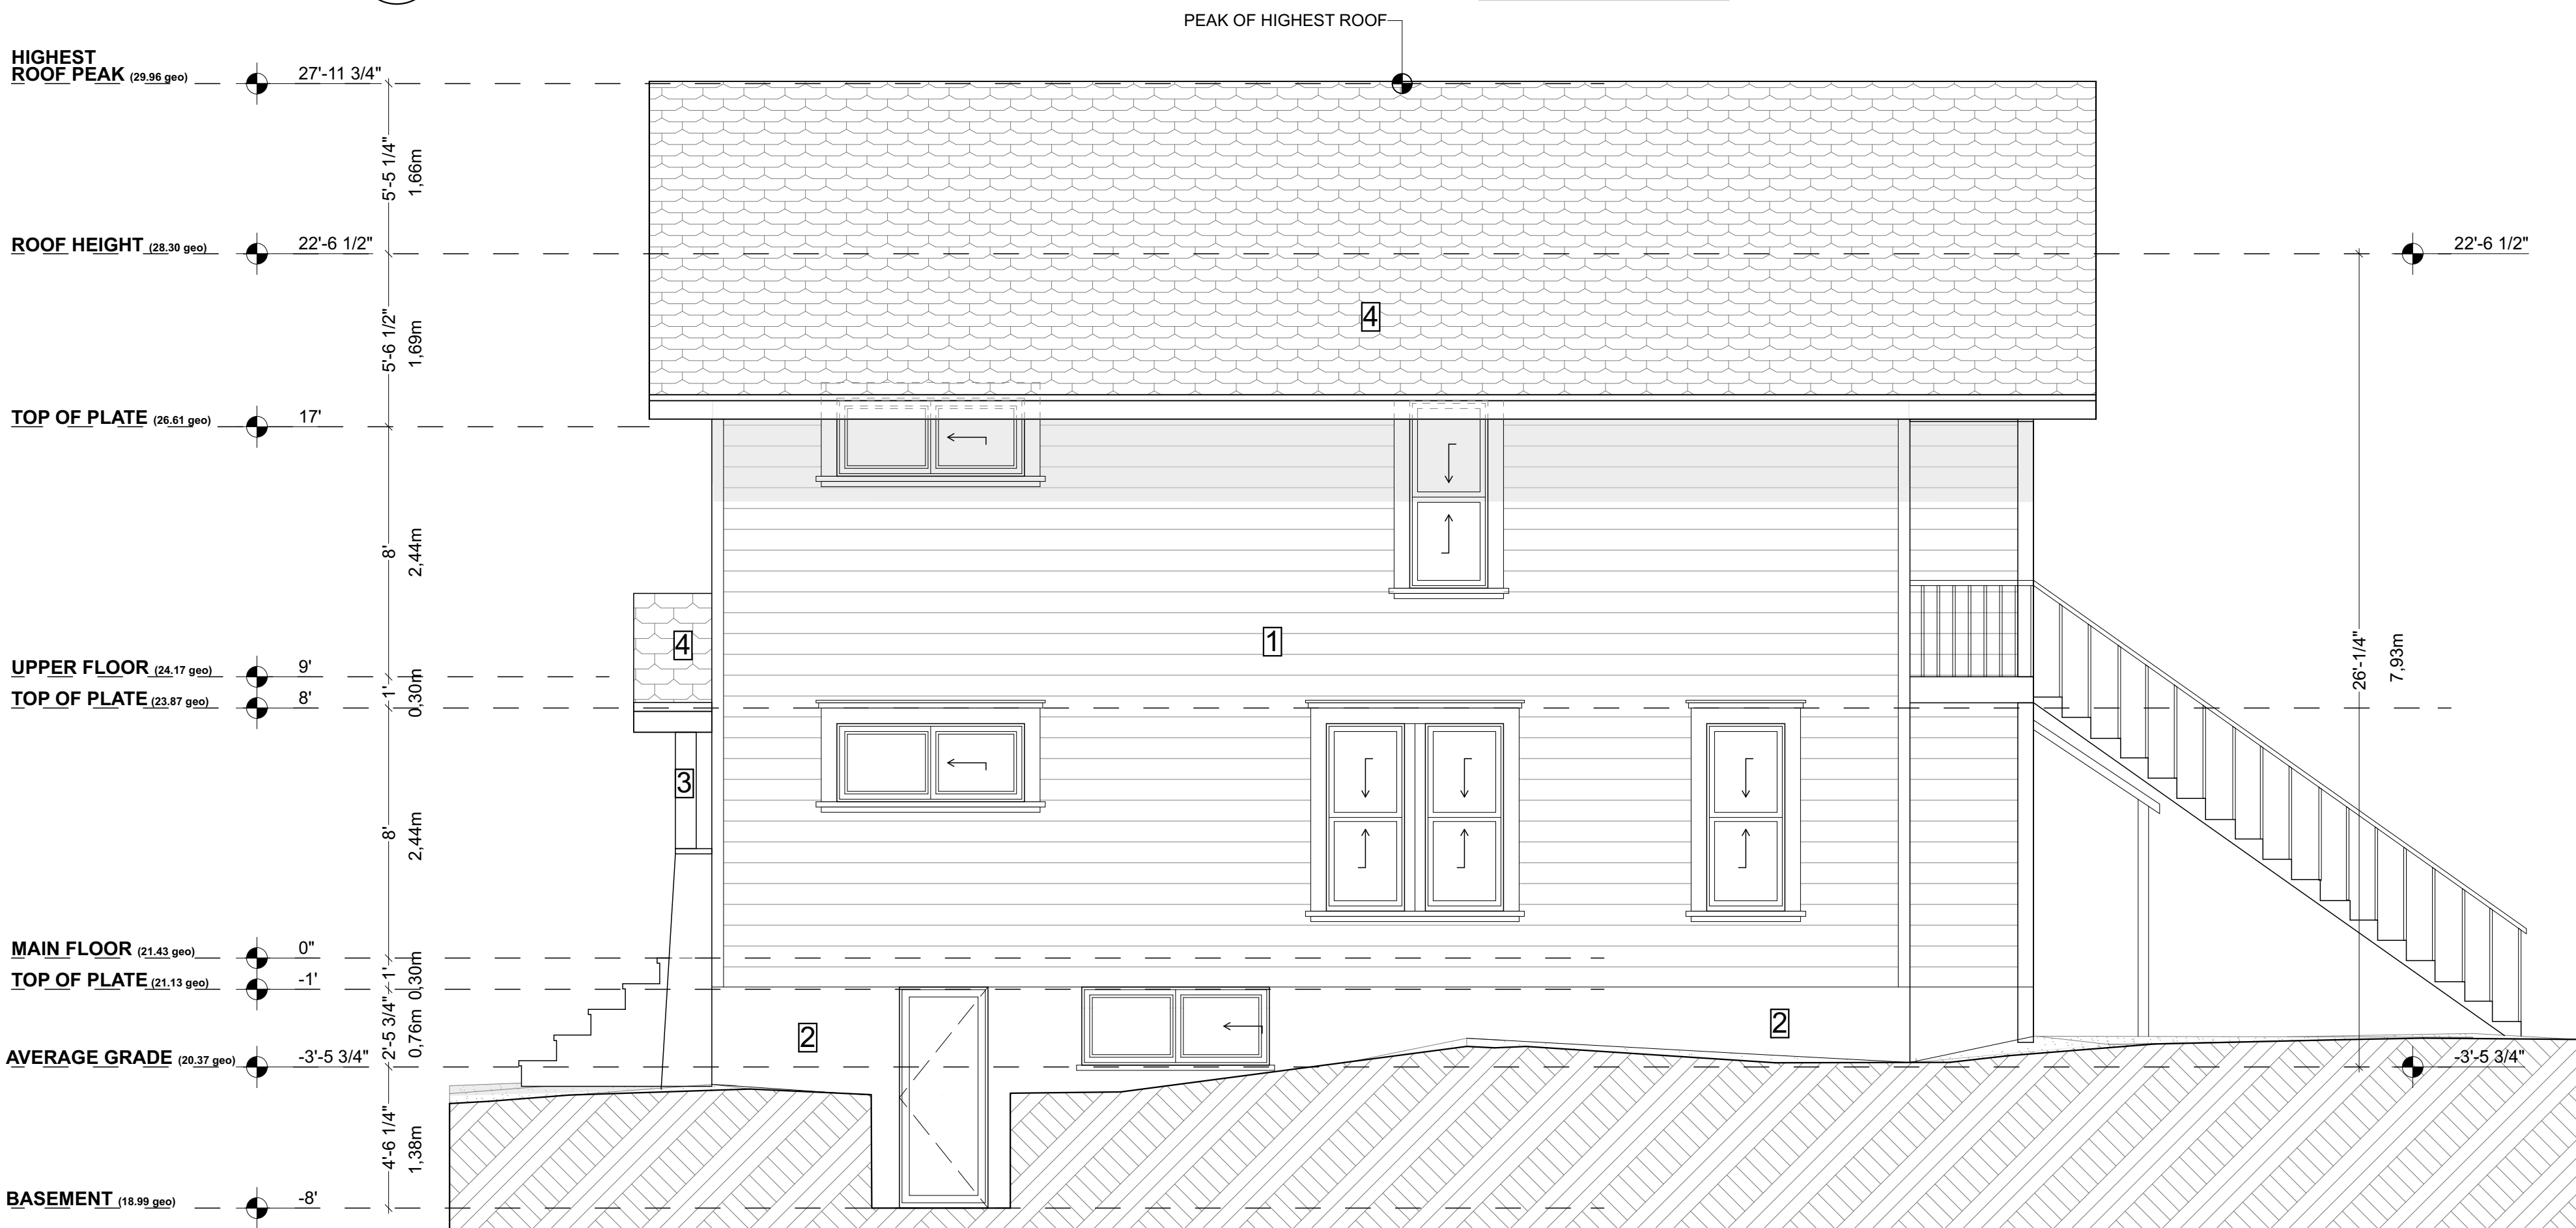 PEAK OF HIGHEST ROOF
HIGHEST
ROOF PEAK (29.96 geo) 27'-11 3/4"
5'-5 1/4"
1,66m
ROOF HEIGHT (28.30 geo) 22'-6 1/2" 22'-6 1/2"
4
5'-6 1/2"
1,69m
TOP OF PLATE (26.61 geo) 17'
8'
2,44m
4
1
UPPER FLOOR (24.17 geo) 9'
1'
0,30m
26'-1/4"
7,93m
TOP OF PLATE (23.87 geo) 8'
3
8'
2,44m
MAIN FLOOR (21.43 geo) 0"
1'
0,30m
TOP OF PLATE (21.13 geo) -1'
2'-5 3/4"
0,76m
2
2
AVERAGE GRADE (20.37 geo) -3'-5 3/4" -3'-5 3/4"
4'-6 1/4"
1,38m
BASEMENT (18.99 geo) -8'